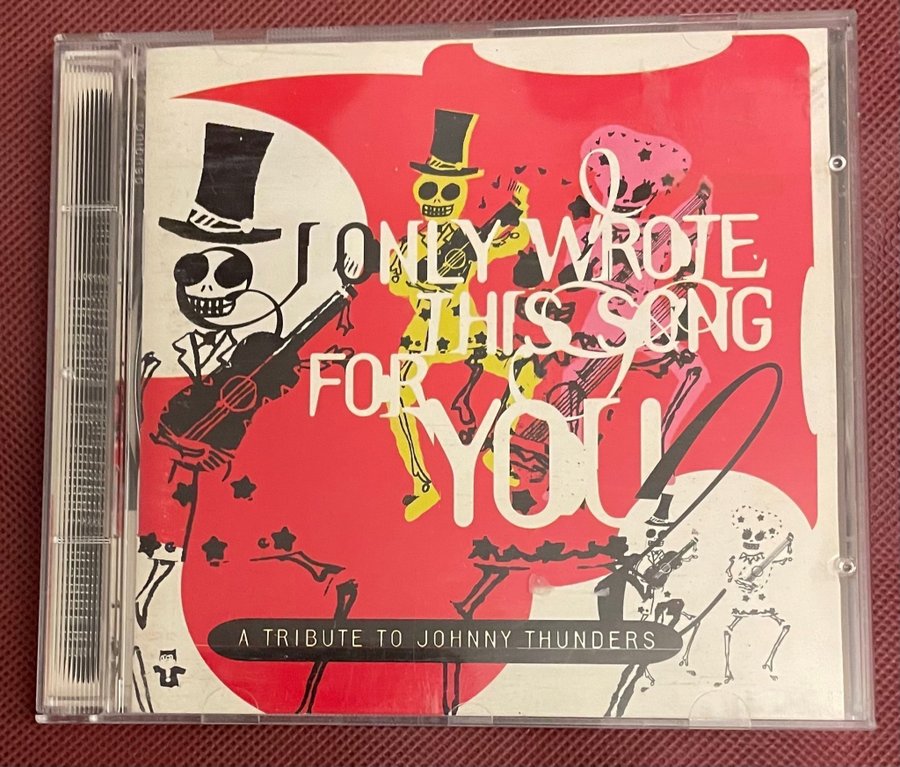 I ONLY WROTE
THIS SONG
FOR
YOU
A TRIBUTE TO JOHNNY THUNDERS